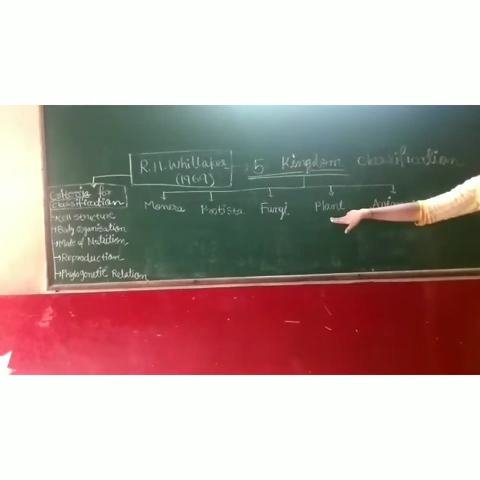 R.H. Whittaker → 5 Kingdom Classification
(1969)
Criteria for
classification
Monera Protista Fungi Plant
→ Cell structure
→ Body organisation
→ Mode of Nutrition
→ Reproduction
→ Phylogenetic Relation